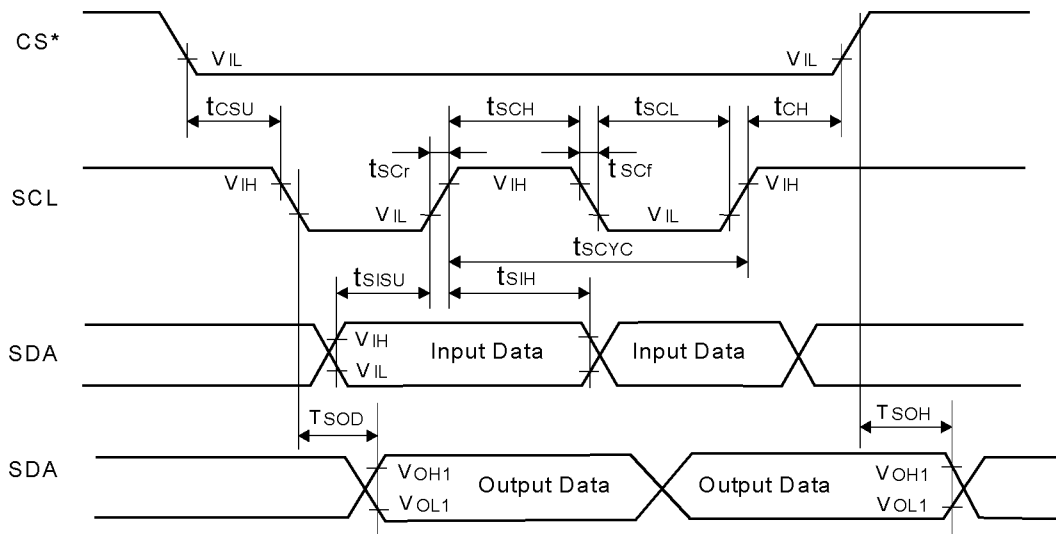 CS*
VIL
VIL
tCSU
tSCH
tSCL
tCH
tSCr
tSCf
SCL
VIH
VIL
VIH
VIL
VIH
tSCYC
tSISU
tSIH
SDA
VIH
VIL
Input Data
Input Data
TSOD
TSOH
SDA
VOH1
VOL1
Output Data
Output Data
VOH1
VOL1